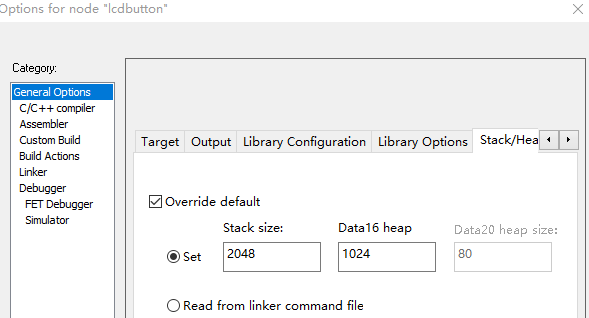 Options for node "lcdbutton"
Category:
General Options
C/C++ compiler
Assembler
Custom Build
Build Actions
Linker
Debugger
FET Debugger
Simulator
Target Output Library Configuration Library Options Stack/Hea
Override default
Stack size: Data16 heap Data20 heap size:
Set 2048 1024 80
Read from linker command file